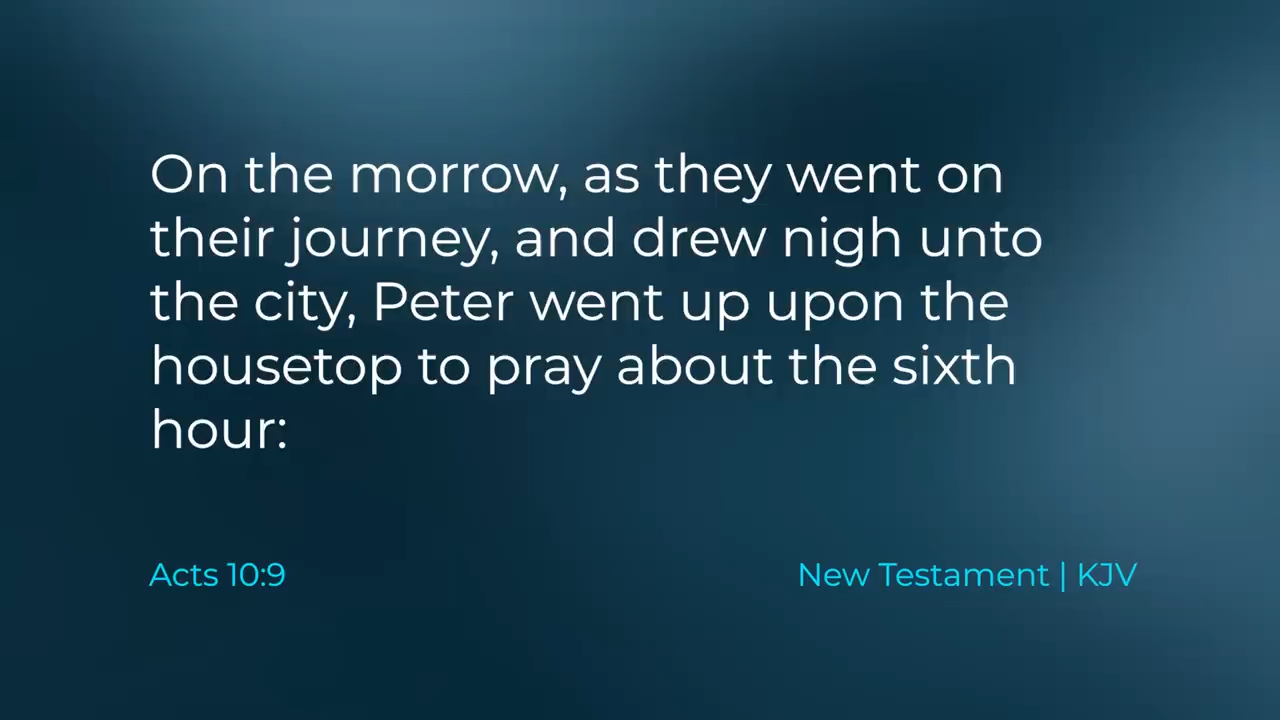 On the morrow, as they went on
their journey, and drew nigh unto
the city, Peter went up upon the
housetop to pray about the sixth
hour:
Acts 10:9
New Testament | KJV